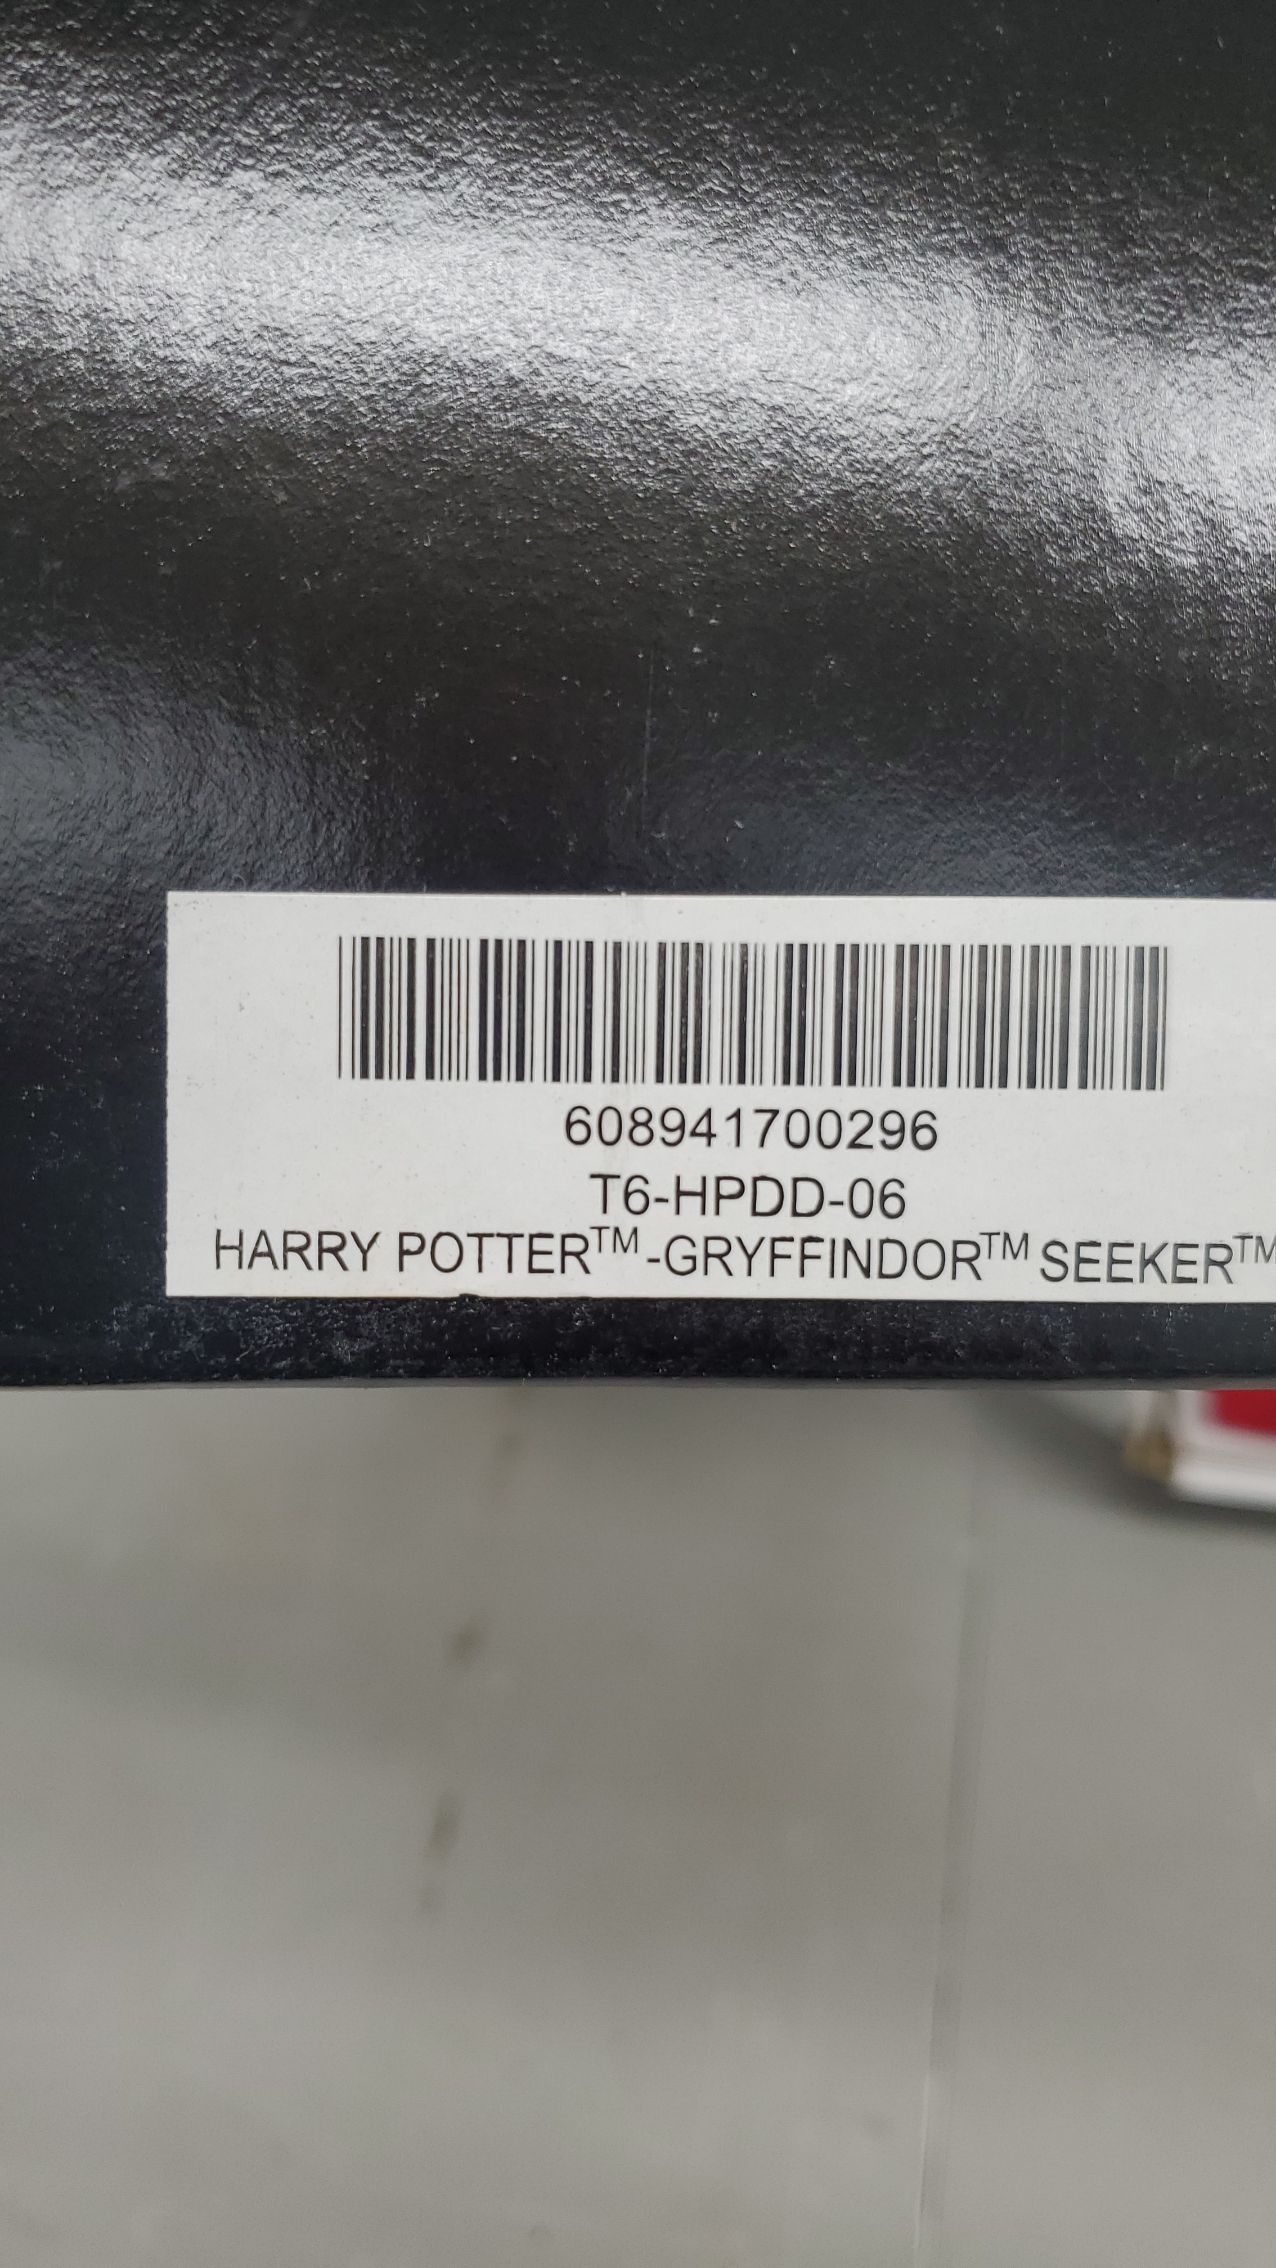 608941700296
T6-HPDD-06
HARRY POTTER™-GRYFFINDOR™ SEEKER™